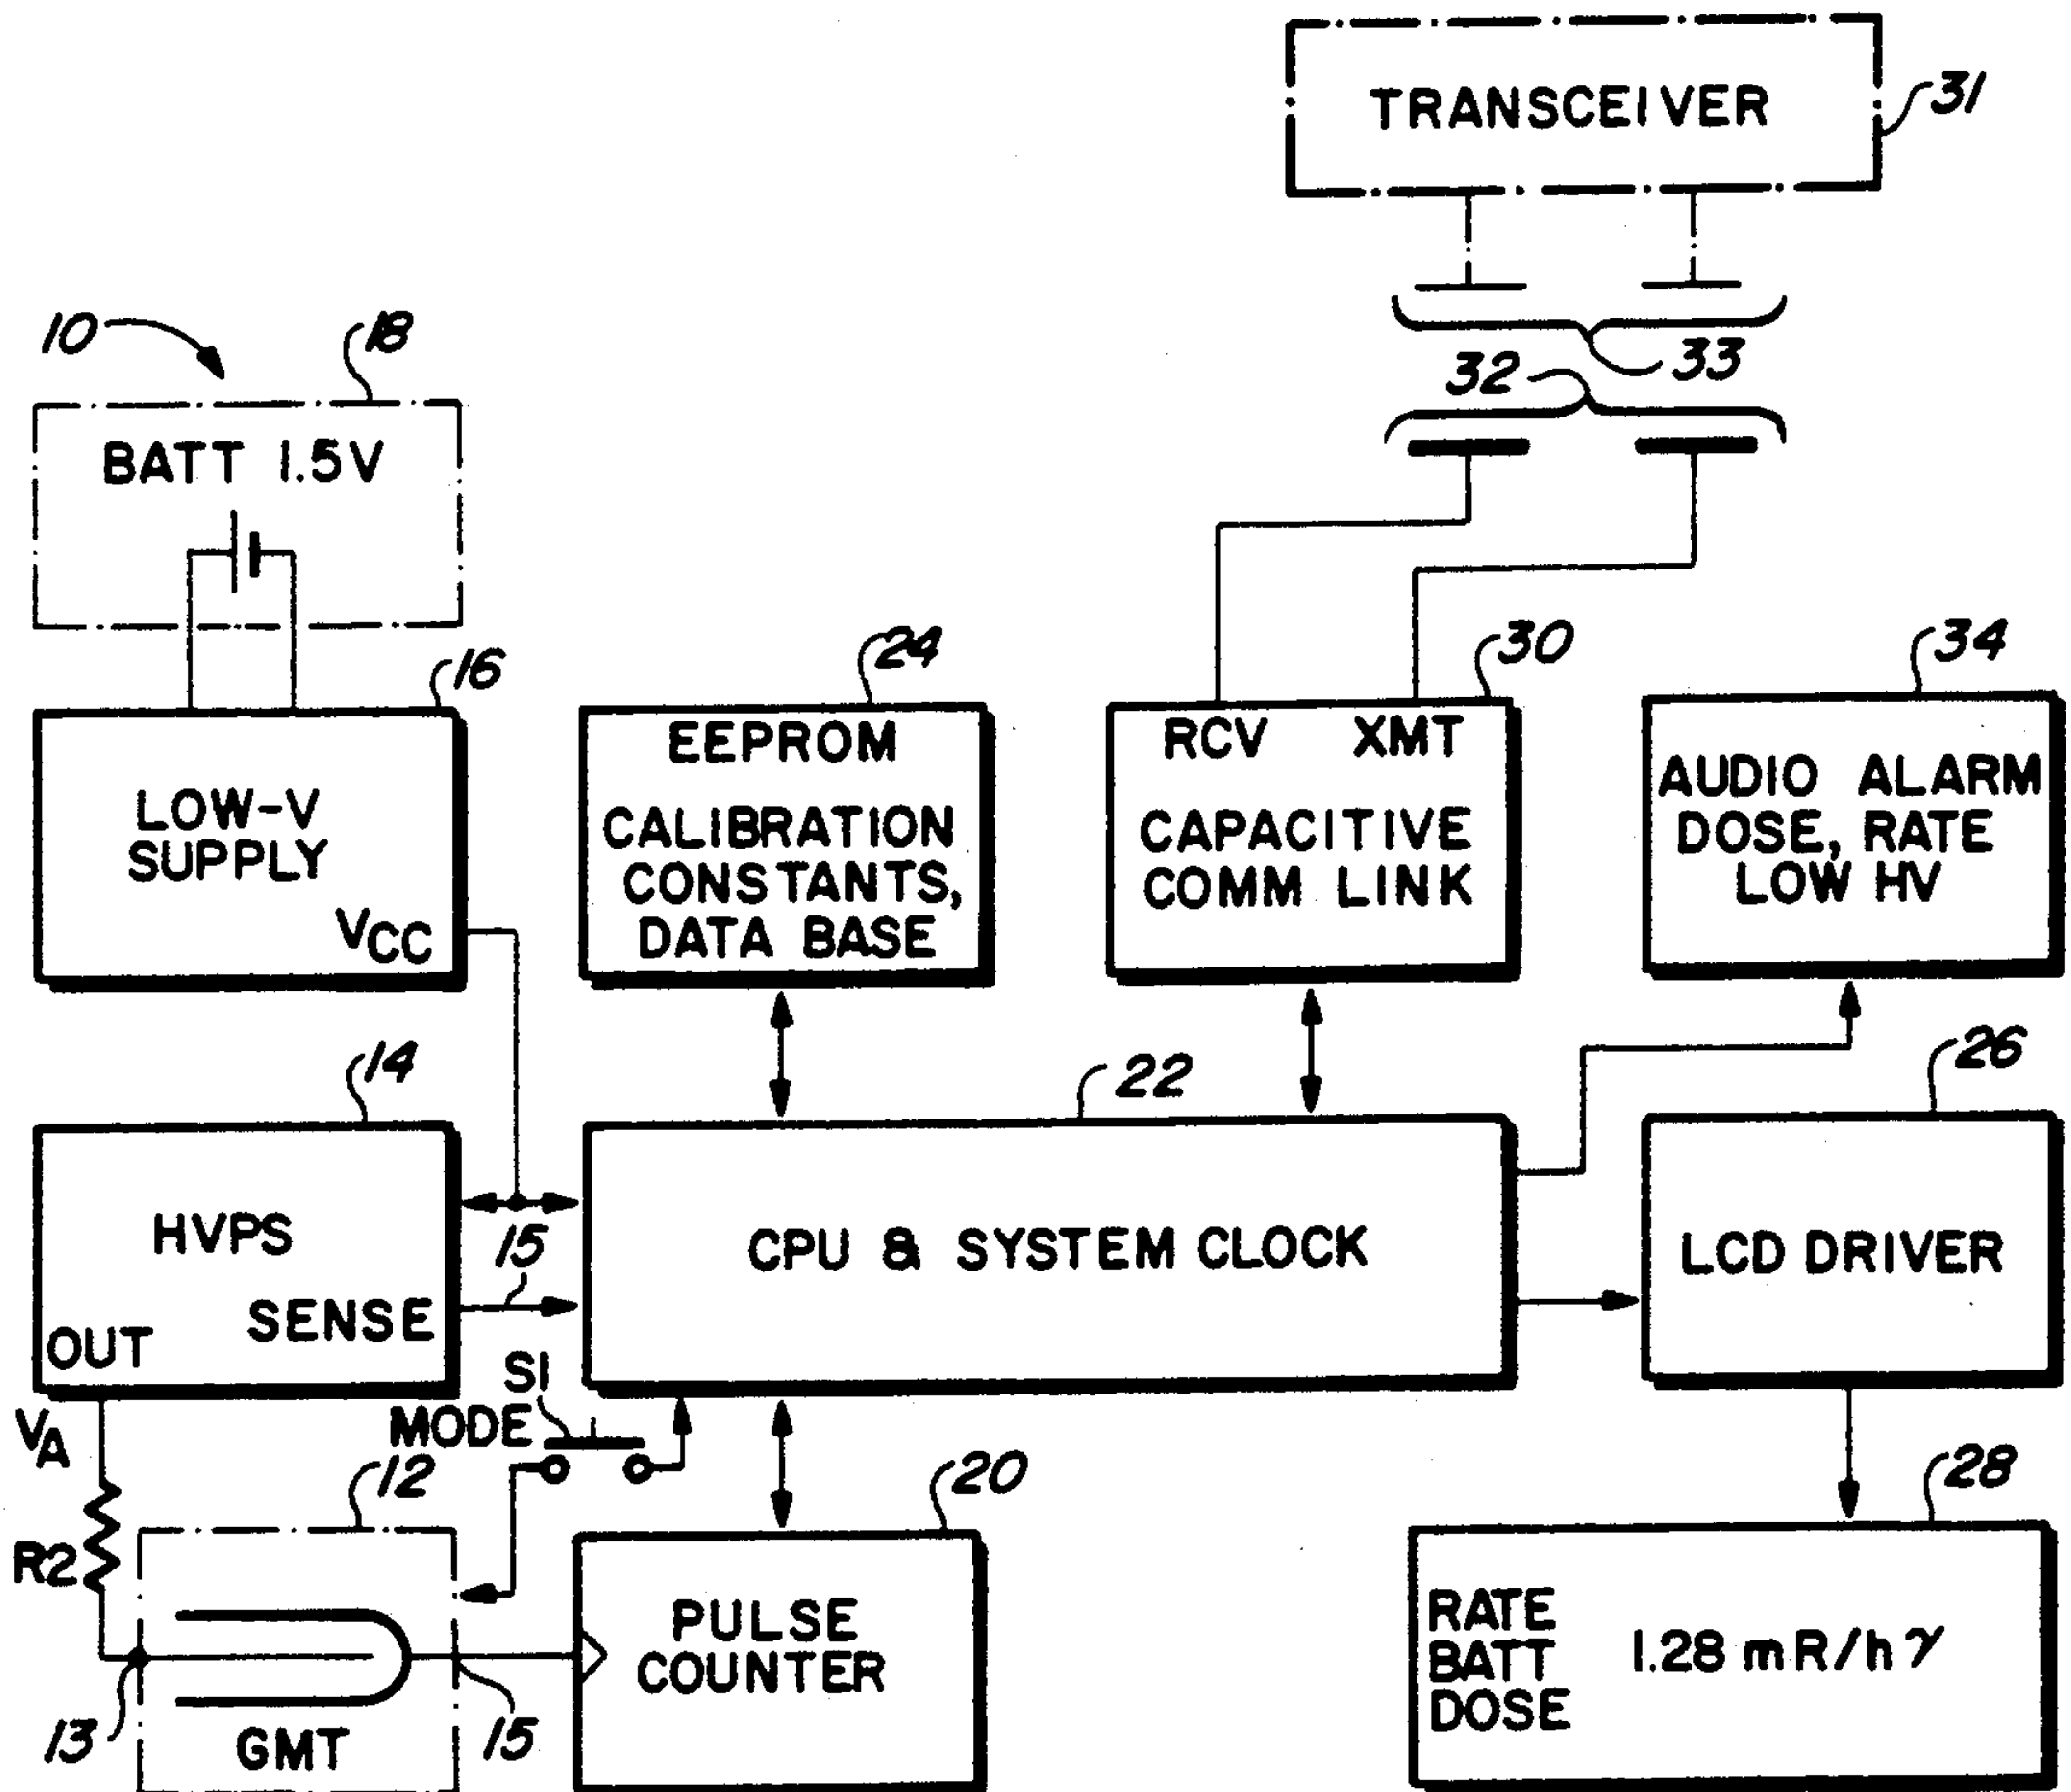 TRANSCEIVER
31
10
18
BATT 1.5V
32
33
16
LOW-V
SUPPLY
VCC
24
EEPROM
CALIBRATION
CONSTANTS,
DATA BASE
30
RCV XMT
CAPACITIVE
COMM LINK
34
AUDIO ALARM
DOSE, RATE
LOW HV
14
HVPS
SENSE
OUT
15
22
CPU & SYSTEM CLOCK
26
LCD DRIVER
VA
R2
S1
MODE
12
13
GMT
15
20
PULSE
COUNTER
28
RATE
BATT
DOSE
1.28 mR/h γ